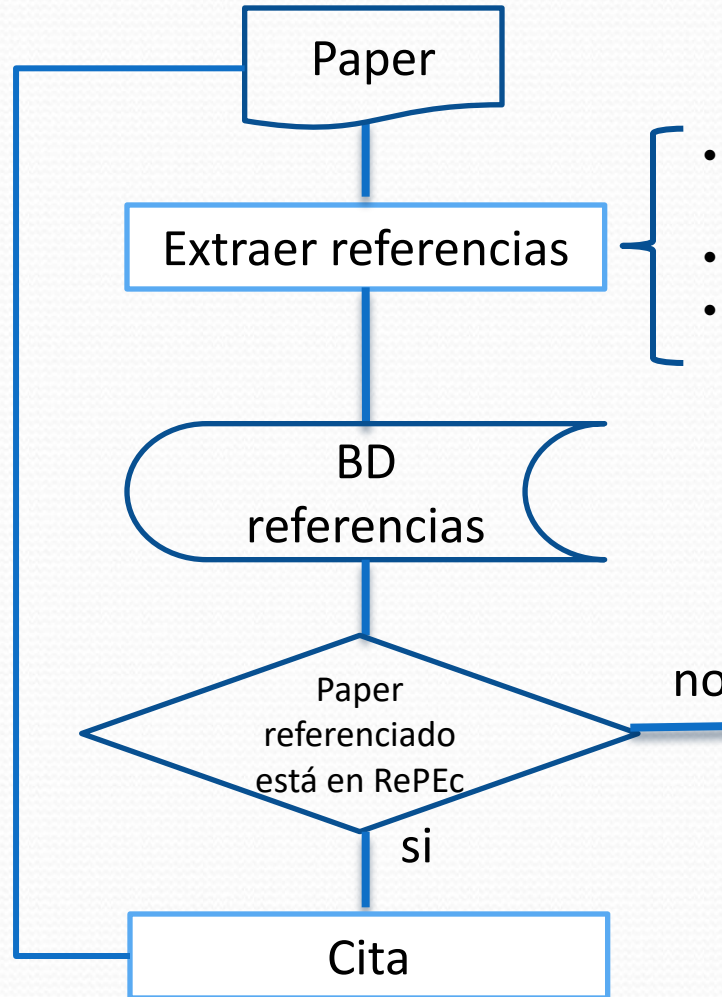 Paper
Extraer referencias
•
•
•
BD
referencias
Paper
referenciado
está en RePEc
no
si
Cita